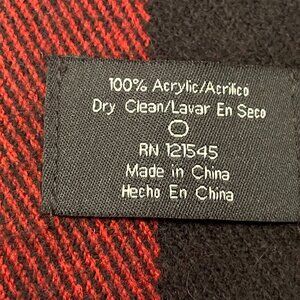 100% Acrylic/Acrilico
Dry Clean/Lavar En Seco
RN 121545
Made in China
Hecho En China